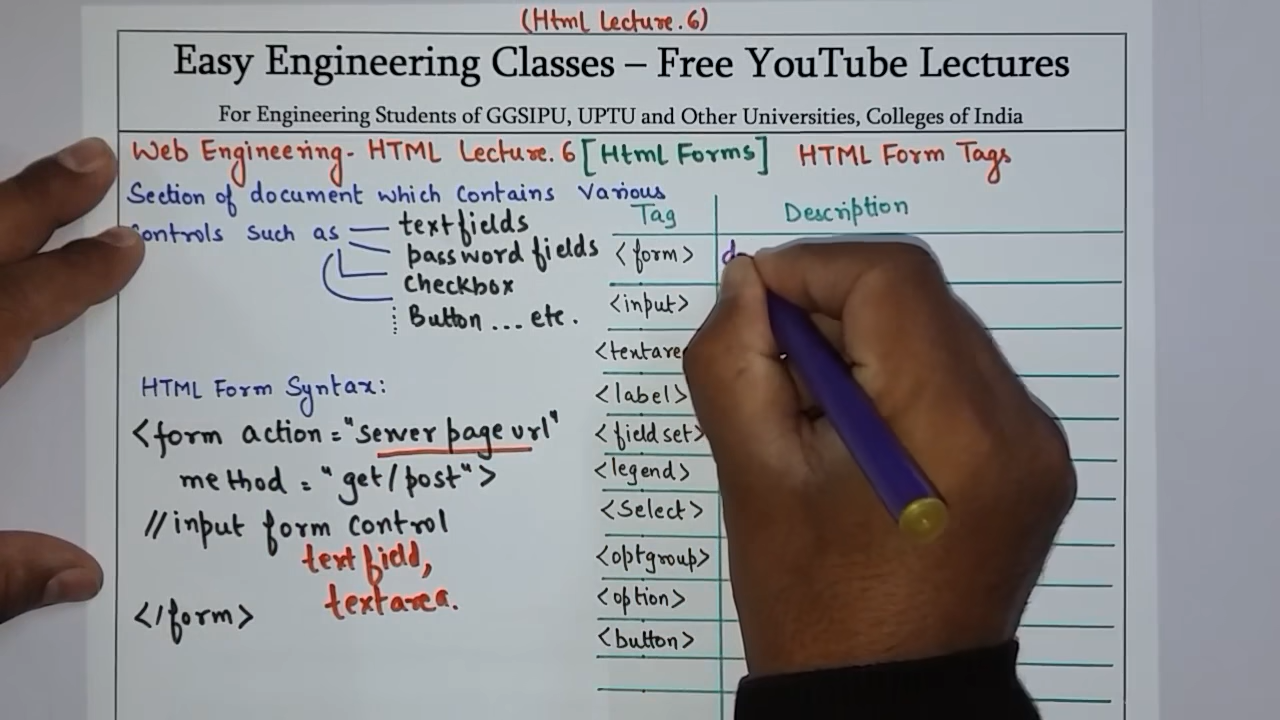 (Html Lecture.6)
Easy Engineering Classes – Free YouTube Lectures
For Engineering Students of GGSIPU, UPTU and Other Universities, Colleges of India
Web Engineering- HTML Lecture.6 [Html Forms] HTML Form Tags
Section of document which contains various
controls such as
textfields
password fields
checkbox
Button ... etc.
HTML Form Syntax:
<form action="server page url"
method="get/post">
//input form control
textfield,
textarea.
</form>
Tag Description
<form>
<input>
<textare
<label>
<field set>
<legend>
<select>
<optgroup>
<option>
<button>